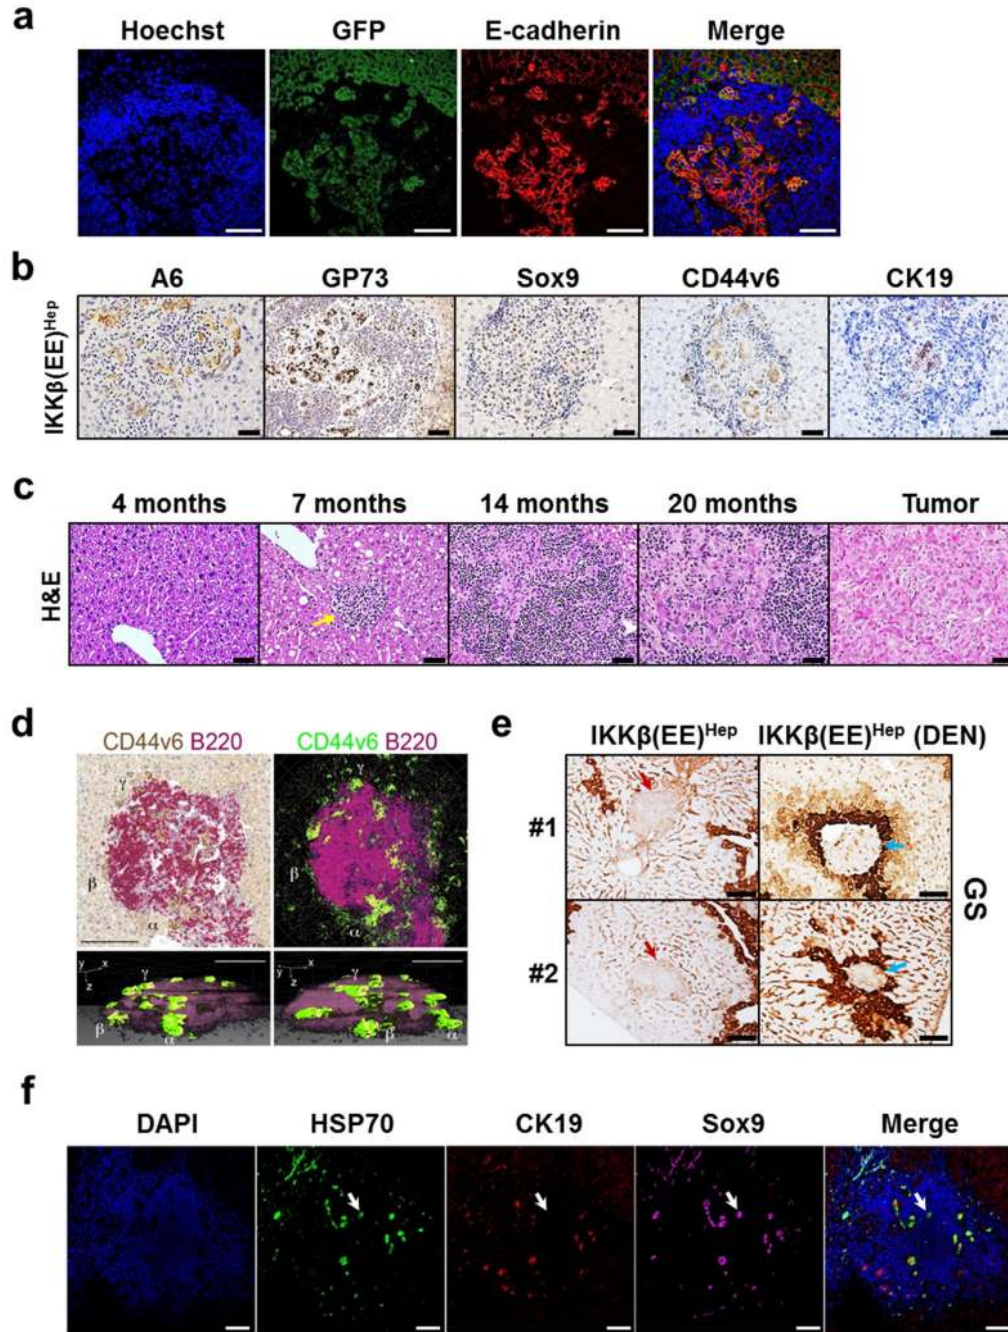 a
Hoechst GFP E-cadherin Merge
b
A6 GP73 Sox9 CD44v6 CK19
IKKβ(EE)Hep
c
4 months 7 months 14 months 20 months Tumor
H&E
d
CD44v6 B220 CD44v6 B220
γ γ
β β
α α
y x z γ β α
y x z γ β α
e
IKKβ(EE)Hep IKKβ(EE)Hep (DEN)
#1
#2
GS
f
DAPI HSP70 CK19 Sox9 Merge